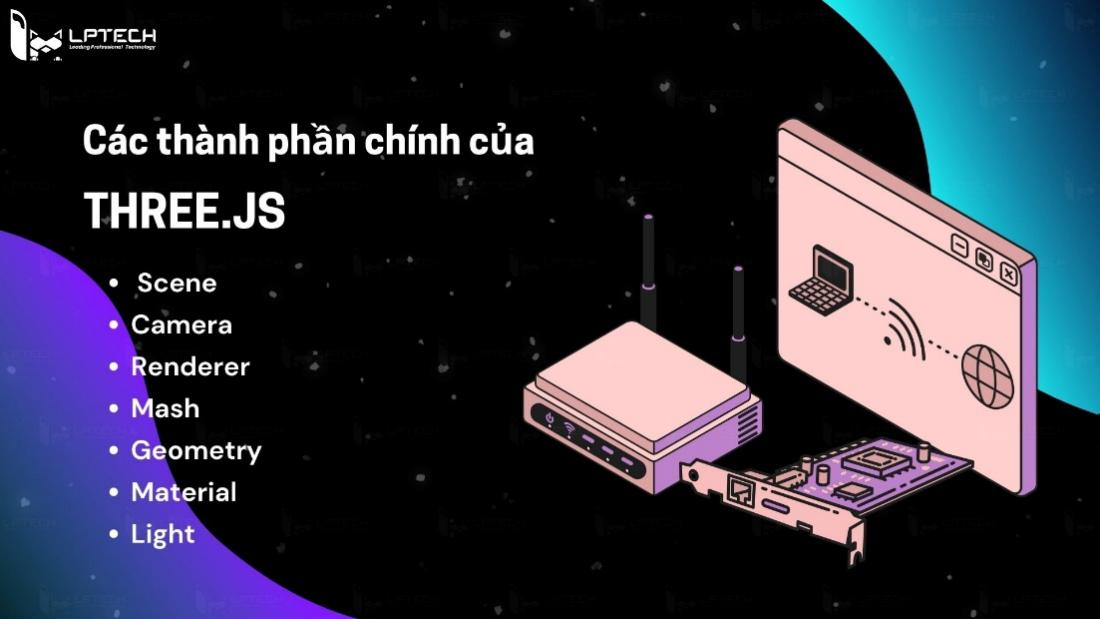 LPTECH
Leading Professional Technology
Các thành phần chính của
THREE.JS
• Scene
• Camera
• Renderer
• Mash
• Geometry
• Material
• Light